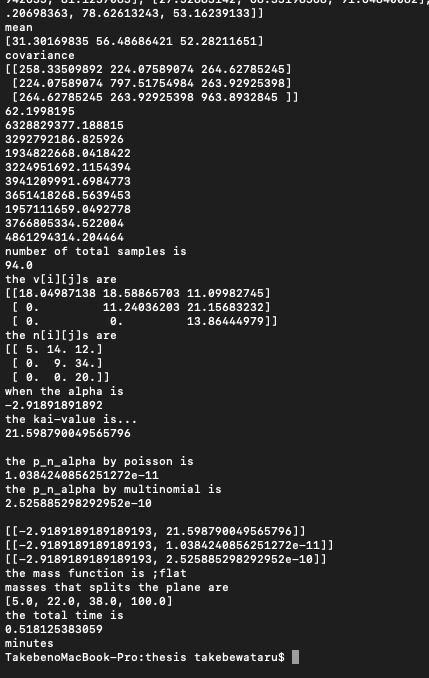 .20698363, 78.62613243, 53.16239133]]
mean
[31.30169835 56.48686421 52.28211651]
covariance
[[258.33509892 224.07589074 264.62785245]
[224.07589074 797.51754984 263.92925398]
[264.62785245 263.92925398 963.8932845 ]]
62.1998195
6328829377.188815
3292792186.825926
1934822668.0418422
3224951692.1154394
3941209991.6984773
3651418268.5639453
1957111659.0492778
3766805334.522004
4861294314.204464
number of total samples is
94.0
the v[i][j]s are
[[18.04987138 18.58865703 11.09982745]
[ 0. 11.24036203 21.15683232]
[ 0. 0. 13.86444979]]
the n[i][j]s are
[[ 5. 14. 12.]
[ 0. 9. 34.]
[ 0. 0. 20.]]
when the alpha is
-2.91891891892
the kai-value is...
21.598790049565796
the p_n_alpha by poisson is
1.0384240856251272e-11
the p_n_alpha by multinomial is
2.525885298292952e-10
[[-2.9189189189189193, 21.598790049565796]]
[[-2.9189189189189193, 1.0384240856251272e-11]]
[[-2.9189189189189193, 2.525885298292952e-10]]
the mass function is ;flat
masses that splits the plane are
[5.0, 22.0, 38.0, 100.0]
the total time is
0.518125383059
minutes
TakebenoMacBook-Pro:thesis takebewataru$